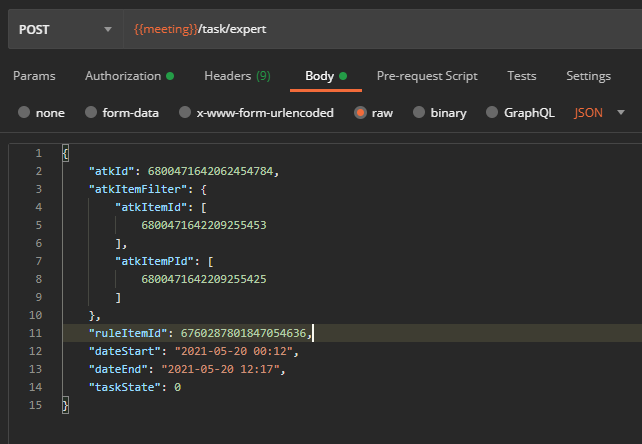 POST {{meeting}}/task/expert
Params Authorization Headers (9) Body Pre-request Script Tests Settings
none form-data x-www-form-urlencoded raw binary GraphQL JSON
1 {
2 "atkId": 6800471642062454784,
3 "atkItemFilter": {
4 "atkItemId": [
5 6800471642209255453
6 ],
7 "atkItemPId": [
8 6800471642209255425
9 ]
10 },
11 "ruleItemId": 6760287801847054636,
12 "dateStart": "2021-05-20 00:12",
13 "dateEnd": "2021-05-20 12:17",
14 "taskState": 0
15 }